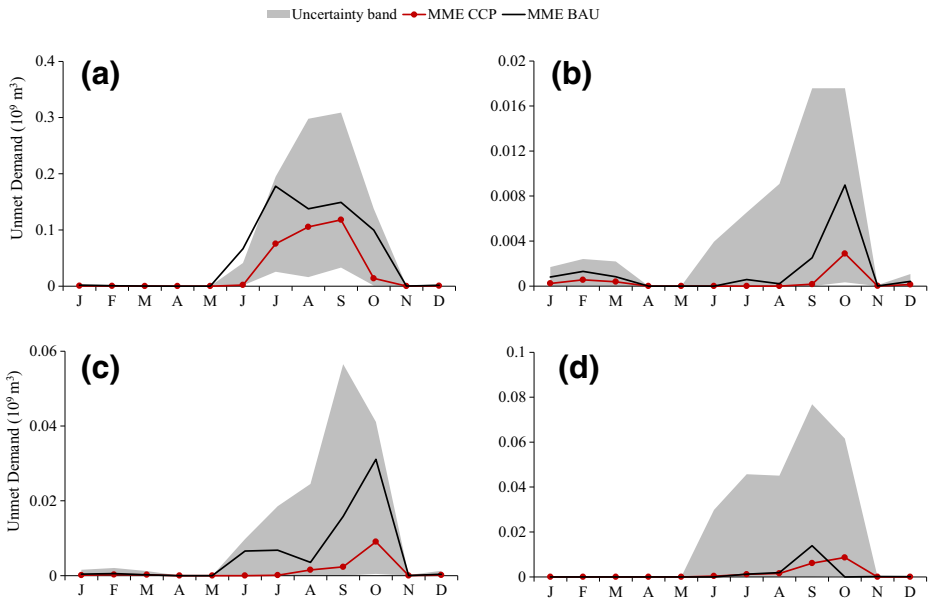 Uncertainty band MME CCP MME BAU
(a)
Unmet Demand (10⁹ m³)
0.4
0.3
0.2
0.1
0
J F M A M J J A S O N D
(b)
0.02
0.016
0.012
0.008
0.004
0
J F M A M J J A S O N D
(c)
Unmet Demand (10⁹ m³)
0.06
0.04
0.02
0
J F M A M J J A S O N D
(d)
0.1
0.08
0.06
0.04
0.02
0
J F M A M J J A S O N D